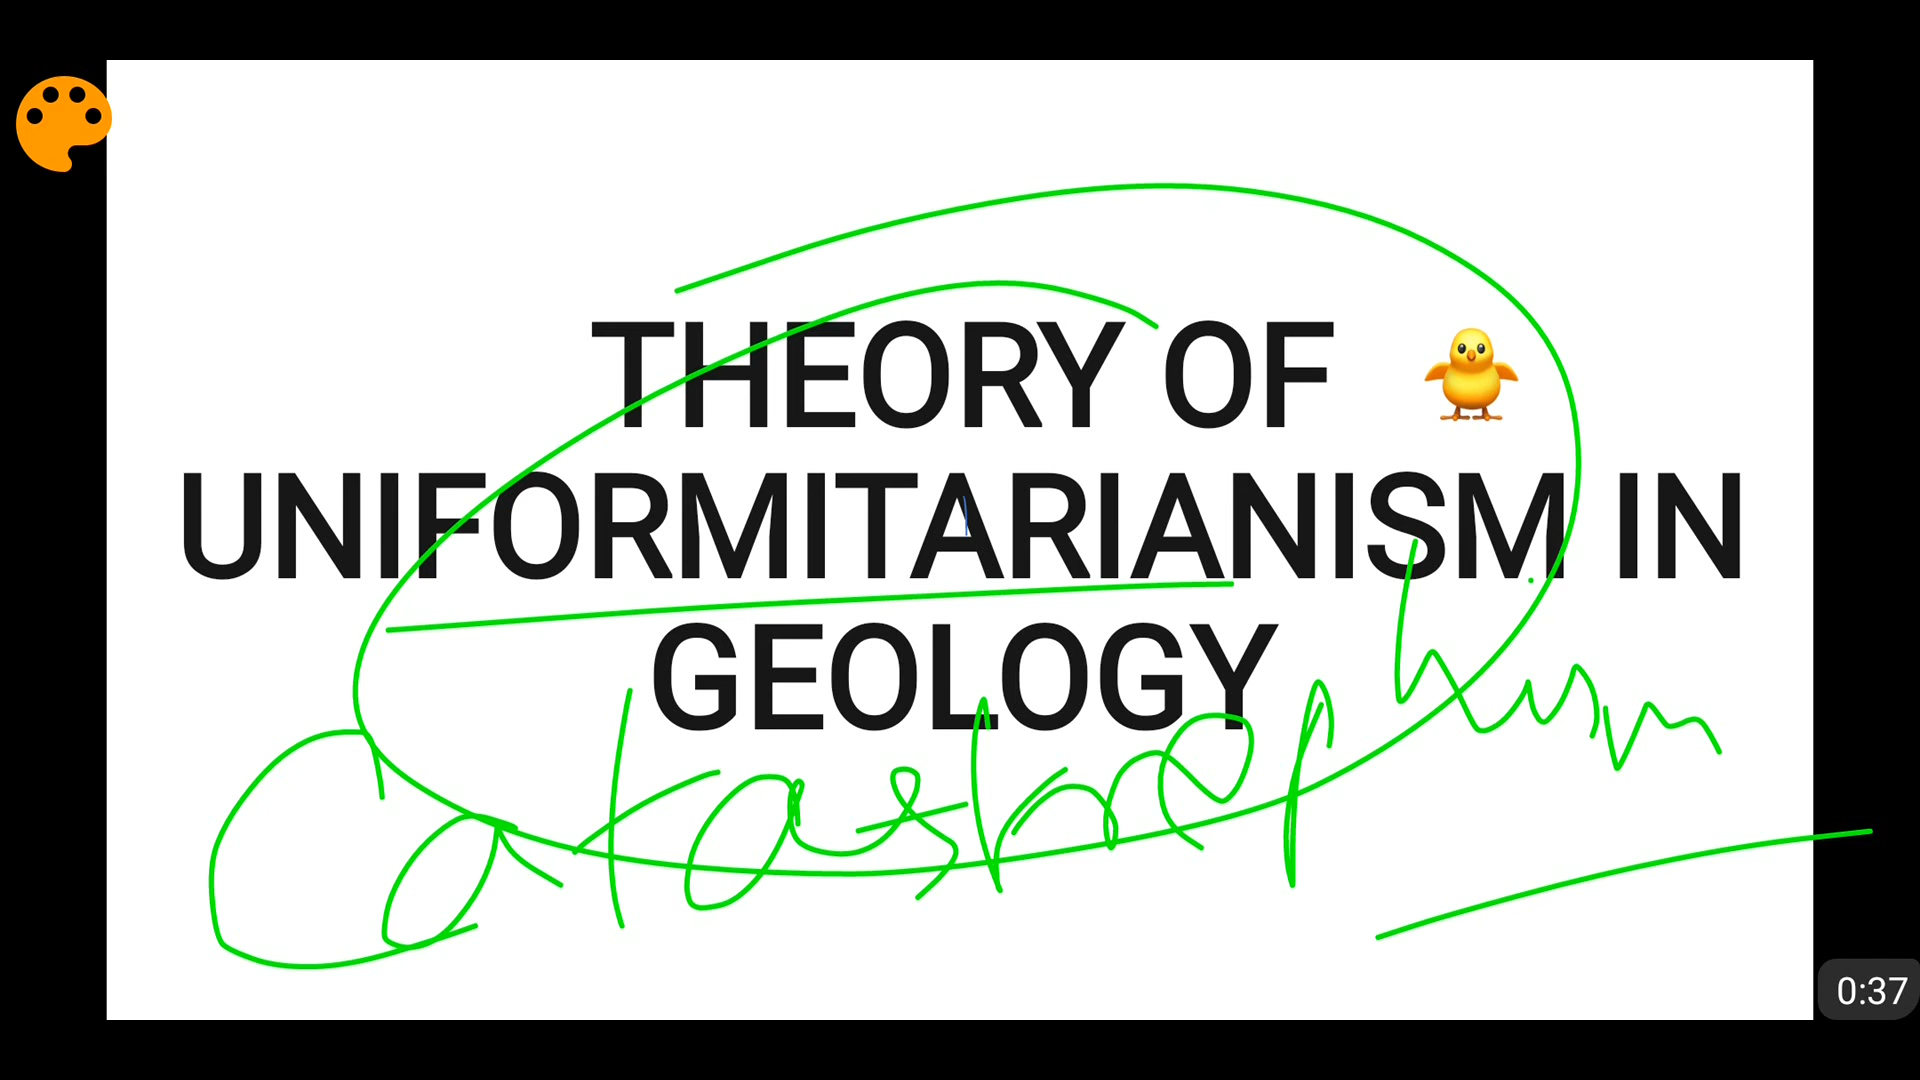 THEORY OF 🐥
UNIFORMITARIANISM IN
GEOLOGY
0:37